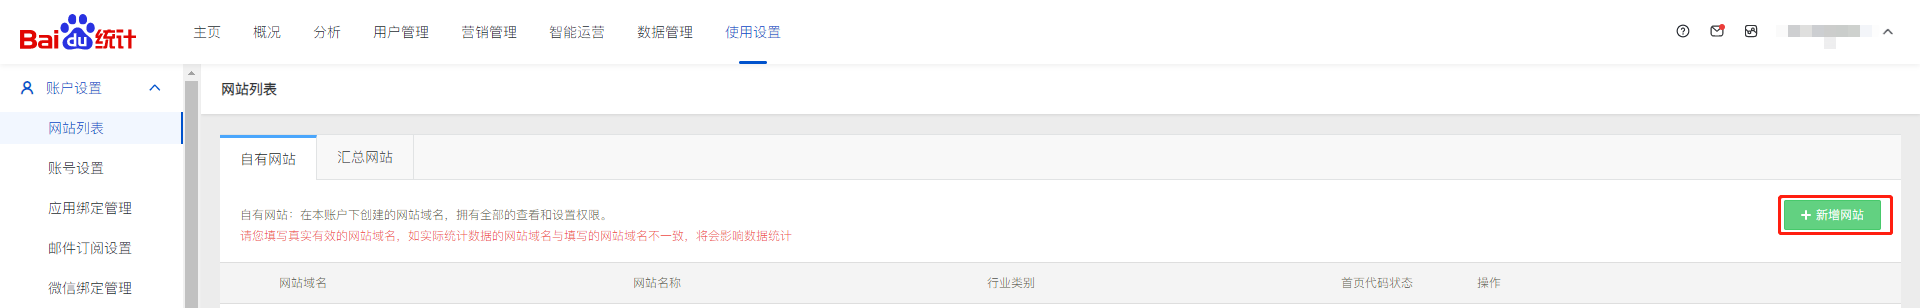 Baidu统计 主页 概况 分析 用户管理 营销管理 智能运营 数据管理 使用设置
账户设置
网站列表
账号设置
应用绑定管理
邮件订阅设置
微信绑定管理
网站列表
自有网站 汇总网站
自有网站：在本账户下创建的网站域名，拥有全部的查看和设置权限。
请您填写真实有效的网站域名，如实际统计数据的网站域名与填写的网站域名不一致，将会影响数据统计
+ 新增网站
网站域名 网站名称 行业类别 首页代码状态 操作